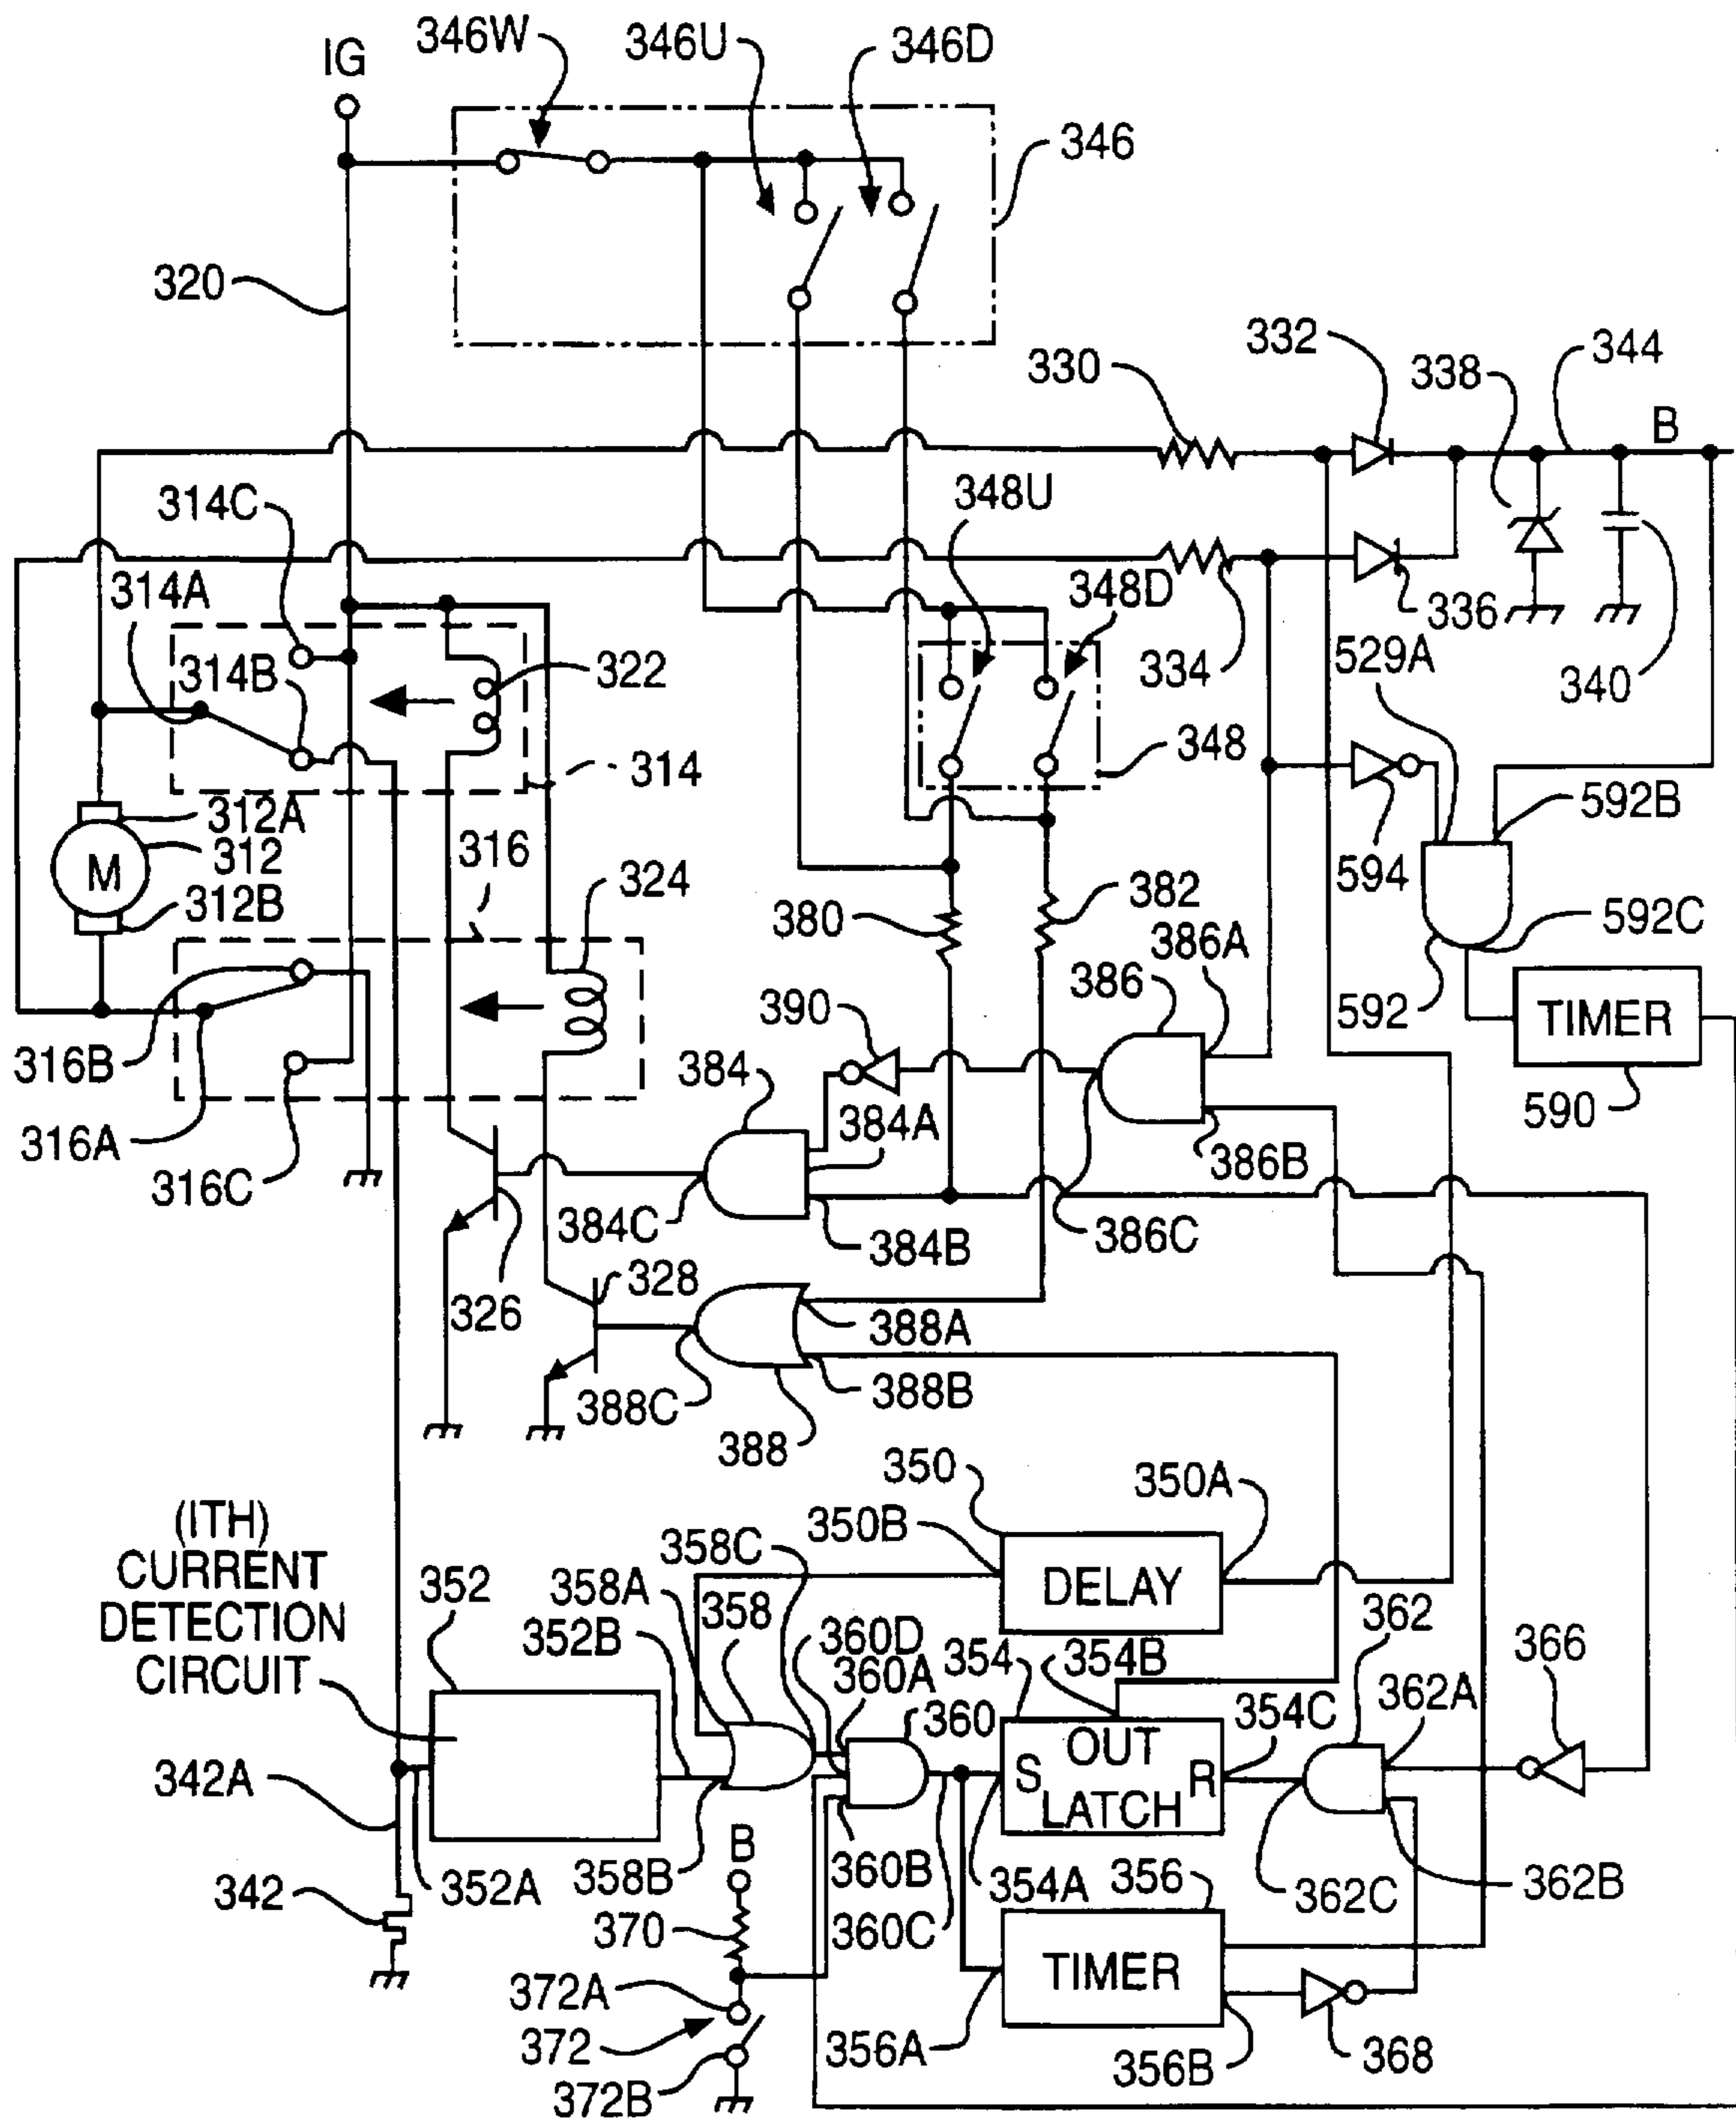 346W
346U
346D
IG
346
320
332
344
330
338
B
314C
348U
314A
348D
336
529A
314B
322
334
340
348
314
592B
312A
316
312
M
324
594
312B
382
380
592C
386A
386
390
592
TIMER
316B
384
590
384A
316A
386B
316C
384C
386C
384B
328
326
388A
388C
388B
388
350
350A
(ITH)
350B
358C
CURRENT
358A
DELAY
352
358
362
DETECTION
352B
360D
354
354B
366
CIRCUIT
360A
362A
360
354C
OUT
S
R
342A
LATCH
B
360B
356
342
352A
358B
354A
362C
362B
370
360C
TIMER
372A
372
356A
356B
368
372B